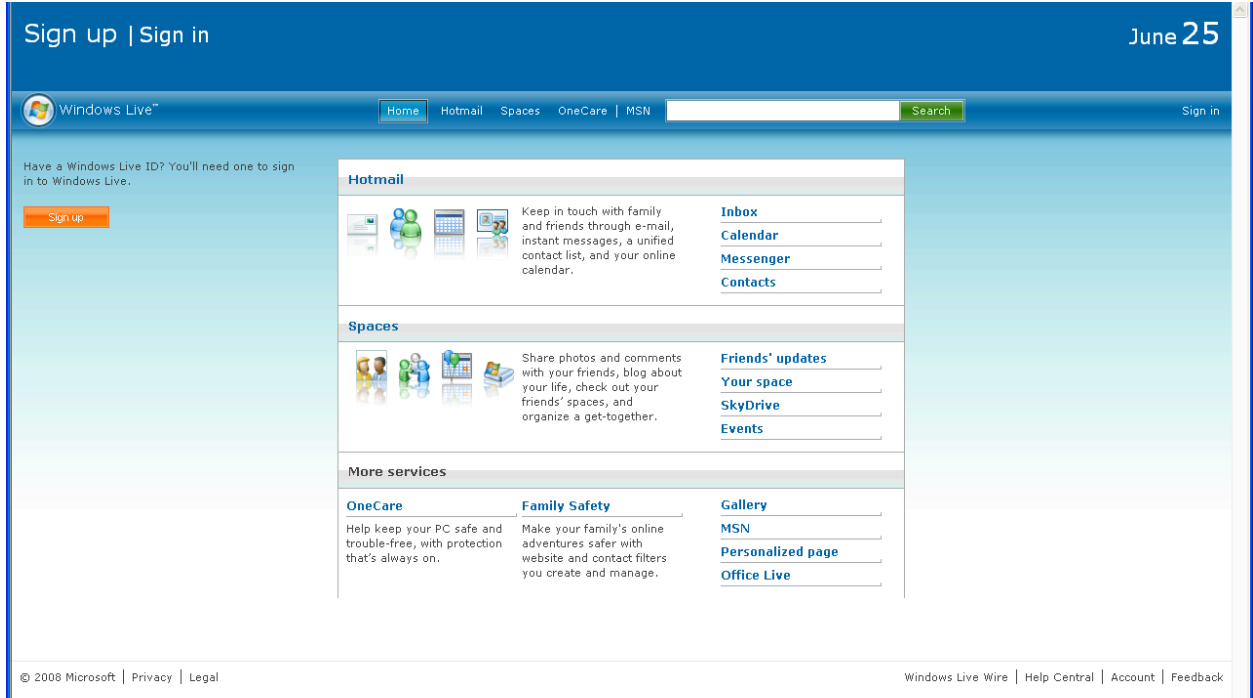 Sign up | Sign in
June 25
Windows Live™
Home Hotmail Spaces OneCare | MSN
Search
Sign in
Have a Windows Live ID? You'll need one to sign
in to Windows Live.
Sign up
Hotmail
Keep in touch with family
and friends through e-mail,
instant messages, a unified
contact list, and your online
calendar.
Inbox
Calendar
Messenger
Contacts
Spaces
Share photos and comments
with your friends, blog about
your life, check out your
friends' spaces, and
organize a get-together.
Friends' updates
Your space
SkyDrive
Events
More services
OneCare
Help keep your PC safe and
trouble-free, with protection
that's always on.
Family Safety
Make your family's online
adventures safer with
website and contact filters
you create and manage.
Gallery
MSN
Personalized page
Office Live
© 2008 Microsoft | Privacy | Legal
Windows Live Wire | Help Central | Account | Feedback